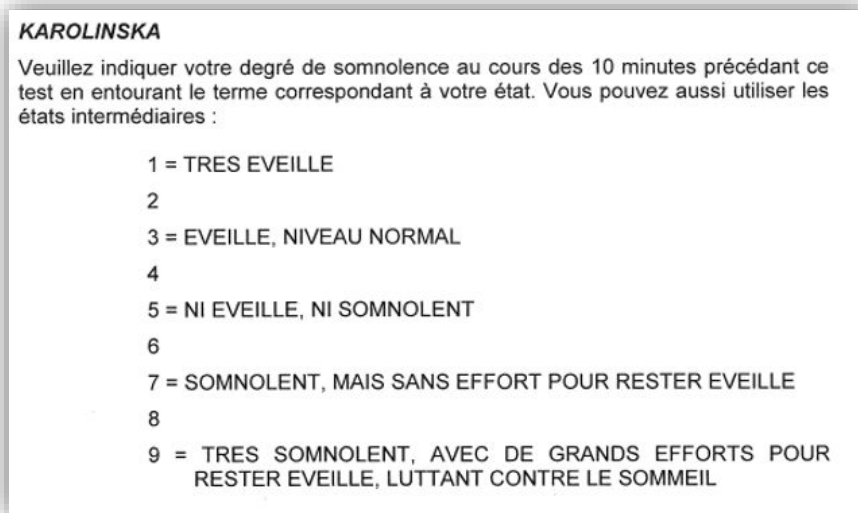 KAROLINSKA
Veuillez indiquer votre degré de somnolence au cours des 10 minutes précédant ce
test en entourant le terme correspondant à votre état. Vous pouvez aussi utiliser les
états intermédiaires :
1 = TRES EVEILLE
2
3 = EVEILLE, NIVEAU NORMAL
4
5 = NI EVEILLE, NI SOMNOLENT
6
7 = SOMNOLENT, MAIS SANS EFFORT POUR RESTER EVEILLE
8
9 = TRES SOMNOLENT, AVEC DE GRANDS EFFORTS POUR
RESTER EVEILLE, LUTTANT CONTRE LE SOMMEIL